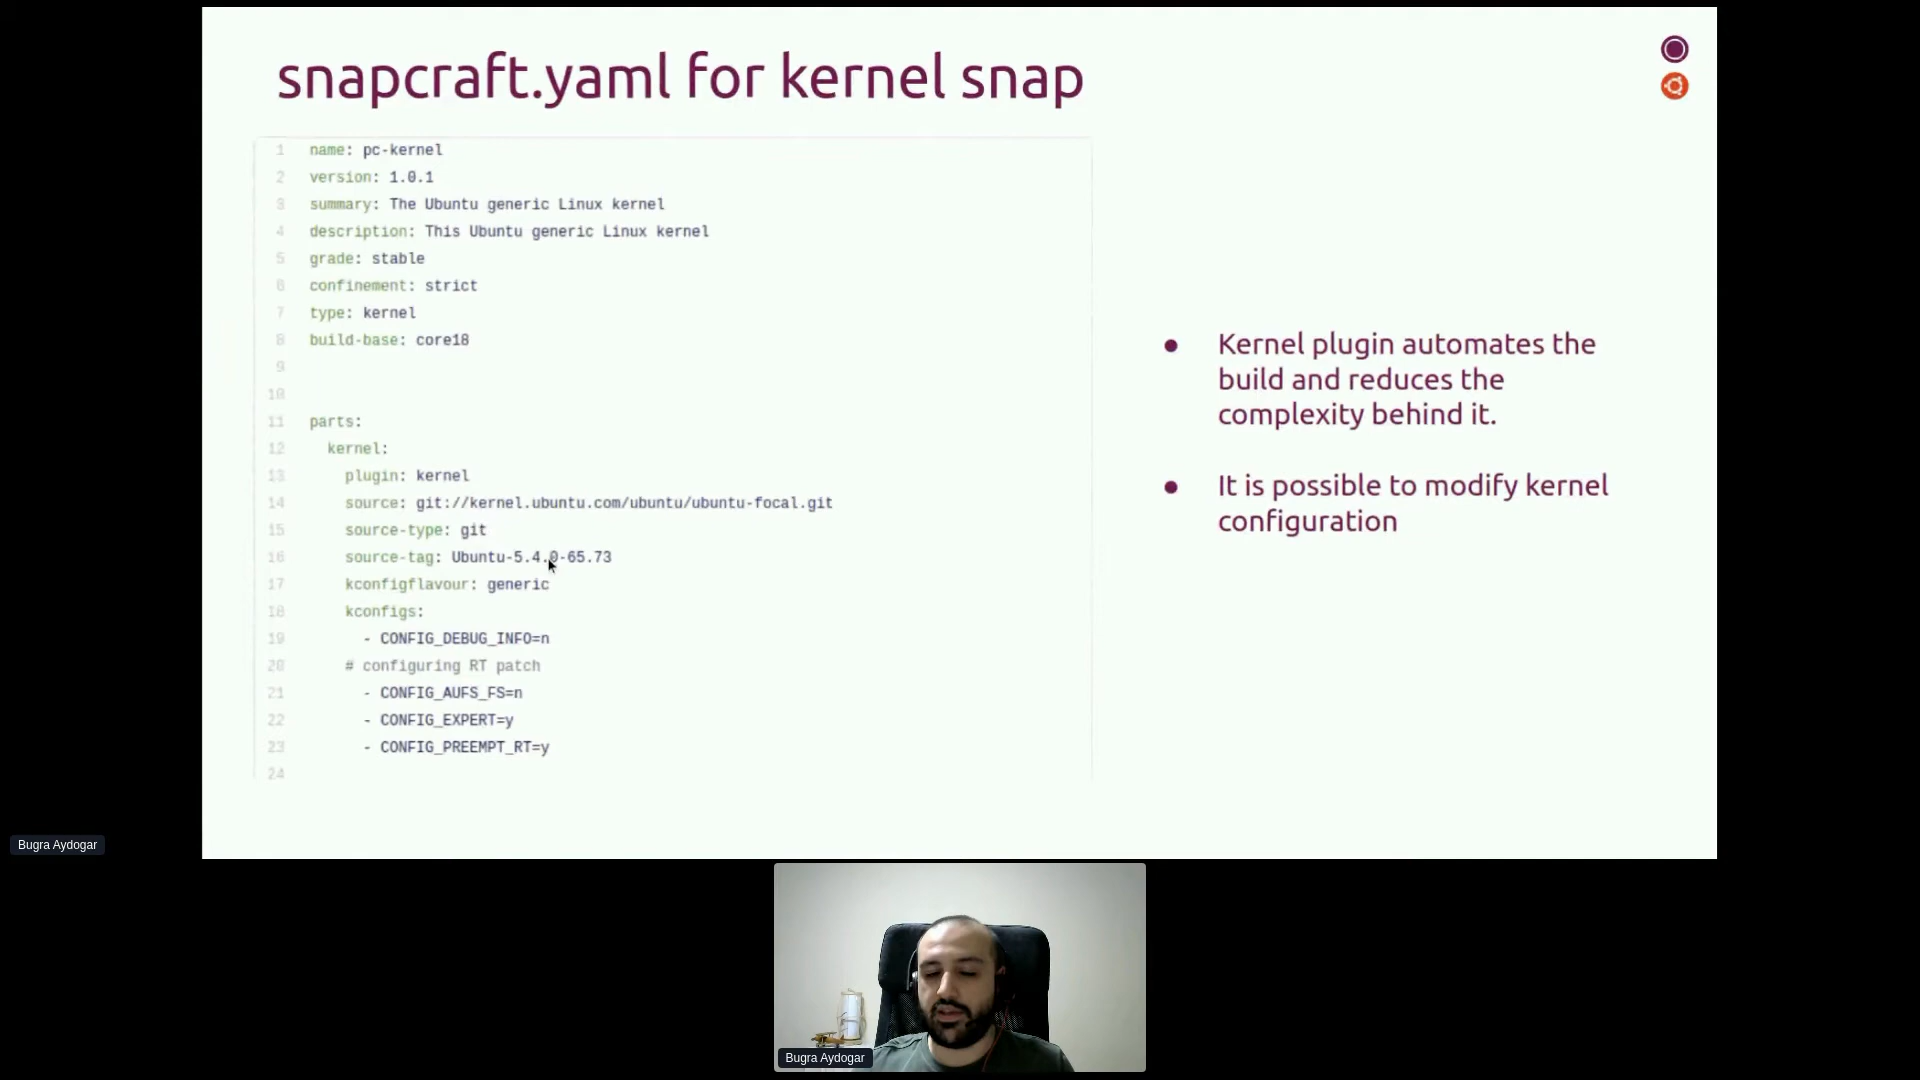 snapcraft.yaml for kernel snap
1 name: pc-kernel
2 version: 1.0.1
3 summary: The Ubuntu generic Linux kernel
4 description: This Ubuntu generic Linux kernel
5 grade: stable
6 confinement: strict
7 type: kernel
8 build-base: core18
9
10
11 parts:
12   kernel:
13     plugin: kernel
14     source: git://kernel.ubuntu.com/ubuntu/ubuntu-focal.git
15     source-type: git
16     source-tag: Ubuntu-5.4.0-65.73
17     kconfigflavour: generic
18     kconfigs:
19       - CONFIG_DEBUG_INFO=n
20     # configuring RT patch
21       - CONFIG_AUFS_FS=n
22       - CONFIG_EXPERT=y
23       - CONFIG_PREEMPT_RT=y
24
● Kernel plugin automates the
build and reduces the
complexity behind it.
● It is possible to modify kernel
configuration
Bugra Aydogar
Bugra Aydogar